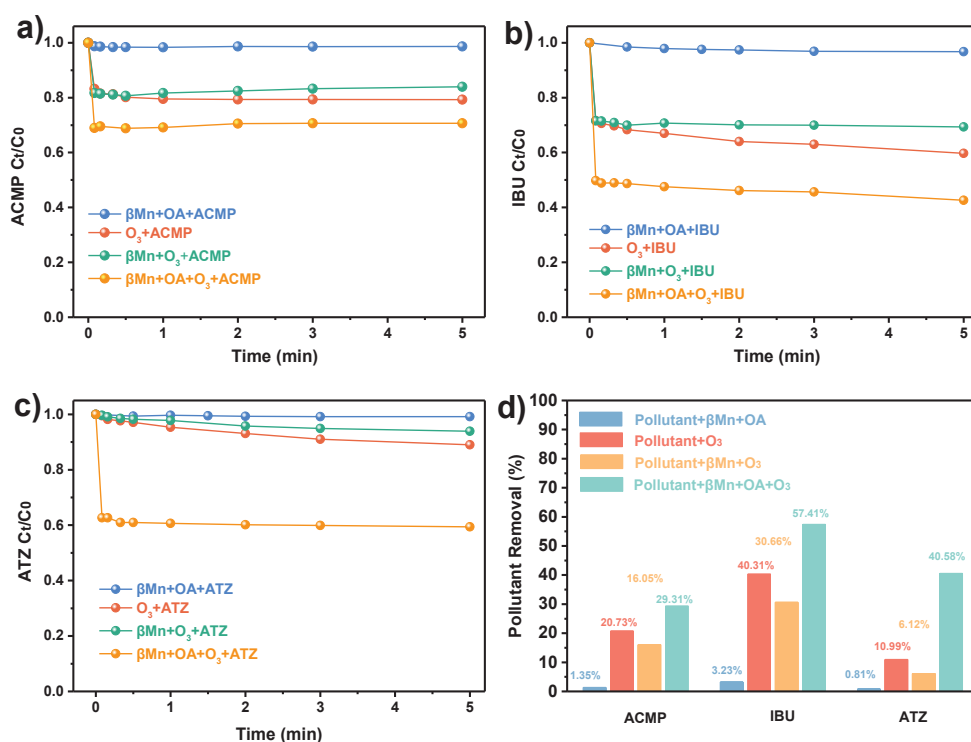 a)
1.0
0.8
0.6
0.4
0.2
0.0
ACMP Ct/C0
βMn+OA+ACMP
O₃+ACMP
βMn+O₃+ACMP
βMn+OA+O₃+ACMP
0 1 2 3 4 5
Time (min)
b)
1.0
0.8
0.6
0.4
0.2
0.0
IBU Ct/C0
βMn+OA+IBU
O₃+IBU
βMn+O₃+IBU
βMn+OA+O₃+IBU
0 1 2 3 4 5
Time (min)
c)
1.0
0.8
0.6
0.4
0.2
0.0
ATZ Ct/C0
βMn+OA+ATZ
O₃+ATZ
βMn+O₃+ATZ
βMn+OA+O₃+ATZ
0 1 2 3 4 5
Time (min)
d)
100
90
80
70
60
50
40
30
20
10
0
Pollutant Removal (%)
Pollutant+βMn+OA
Pollutant+O₃
Pollutant+βMn+O₃
Pollutant+βMn+OA+O₃
1.35%
20.73%
16.05%
29.31%
3.23%
40.31%
30.66%
57.41%
0.81%
10.99%
6.12%
40.58%
ACMP IBU ATZ